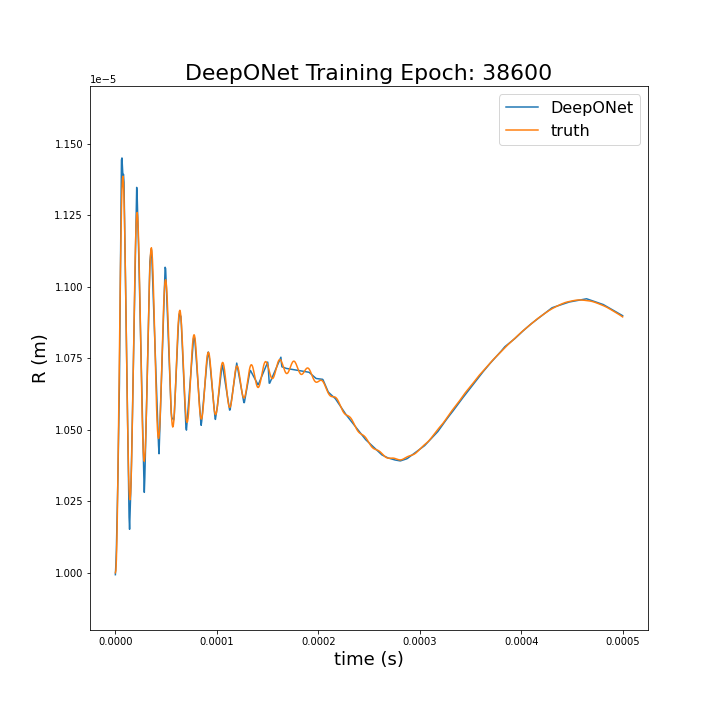 DeepONet Training Epoch: 38600
1e−5
DeepONet
truth
1.150
1.125
1.100
1.075
1.050
1.025
1.000
R (m)
0.0000 0.0001 0.0002 0.0003 0.0004 0.0005
time (s)